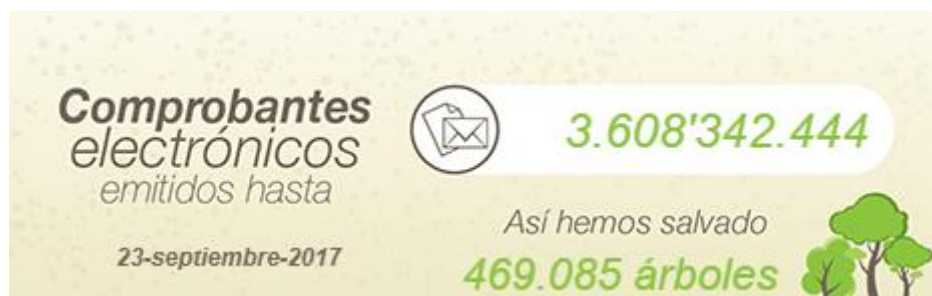 Comprobantes
electrónicos
emitidos hasta
23-septiembre-2017
3.608'342.444
Así hemos salvado
469.085 árboles